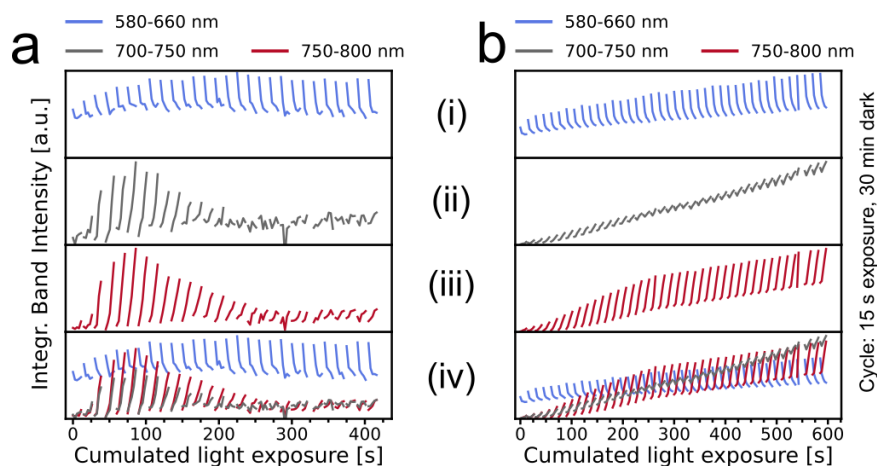 580-660 nm
700-750 nm 750-800 nm
a
Integr. Band Intensity [a.u.]
0 100 200 300 400
Cumulated light exposure [s]
(i)
(ii)
(iii)
(iv)
580-660 nm
700-750 nm 750-800 nm
b
0 100 200 300 400 500 600
Cumulated light exposure [s]
Cycle: 15 s exposure, 30 min dark